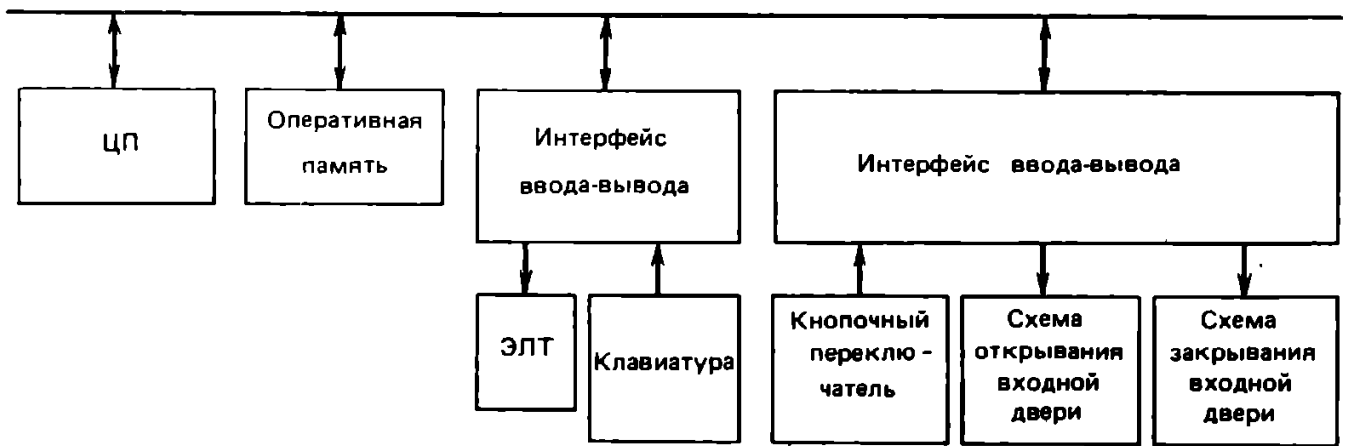 ЦП
Оперативная
память
Интерфейс
ввода-вывода
Интерфейс ввода-вывода
ЭЛТ
Клавиатура
Кнопочный
переклю -
чатель
Схема
открывания
входной
двери
Схема
закрывания
входной
двери